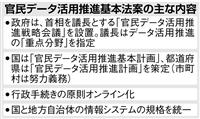 官民データ活用推進基本法案の主な内容
●政府は、首相を議長とする「官民データ活用推
進戦略会議」を設置。議長はデータ活用推進
の「重点分野」を指定
●国は「官民データ活用推進基本計画」、都道府
県は「官民データ活用推進計画」を策定（市町
村は努力義務）
●行政手続きの原則オンライン化
●国と地方自治体の情報システムの規格を統一